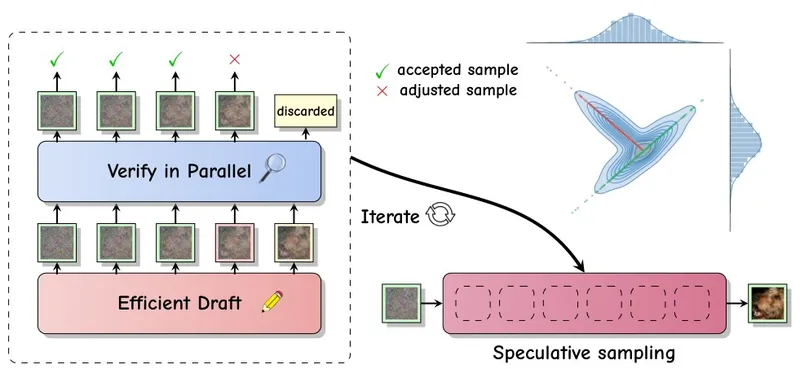 ✓ accepted sample
× adjusted sample
✓ ✓ ✓ ×
discarded
Verify in Parallel
Efficient Draft
Iterate
Speculative sampling